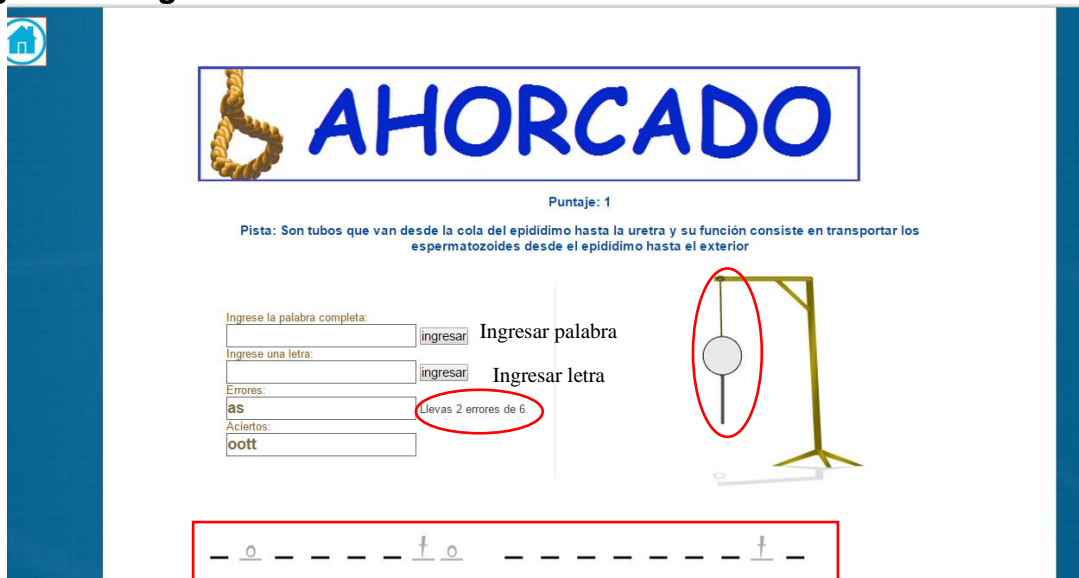 AHORCADO
Puntaje: 1
Pista: Son tubos que van desde la cola del epidídimo hasta la uretra y su función consiste en transportar los
espermatozoides desde el epidídimo hasta el exterior
Ingrese la palabra completa:
ingresar Ingresar palabra
Ingrese una letra:
ingresar Ingresar letra
Errores:
as Llevas 2 errores de 6.
Aciertos:
oott
_ o _ _ _ _ t o _ _ _ _ _ _ _ t _